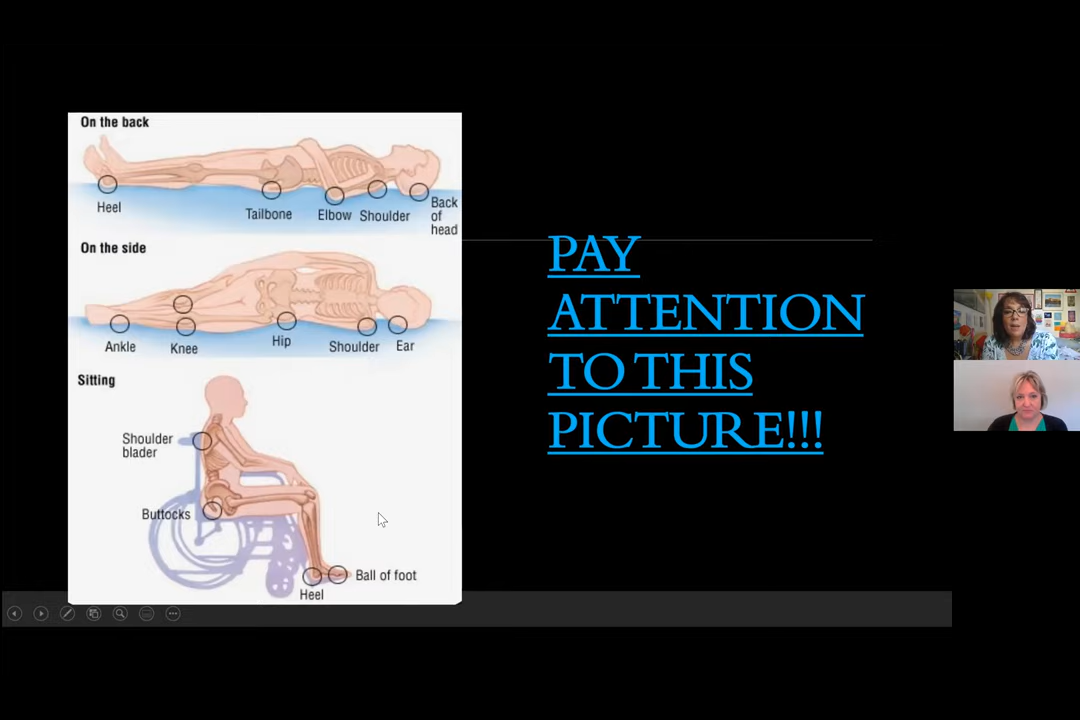 On the back
Heel
Tailbone
Elbow
Shoulder
Back
of
head
On the side
Ankle
Knee
Hip
Shoulder
Ear
Sitting
Shoulder
blader
Buttocks
Ball of foot
Heel
PAY
ATTENTION
TO THIS
PICTURE!!!